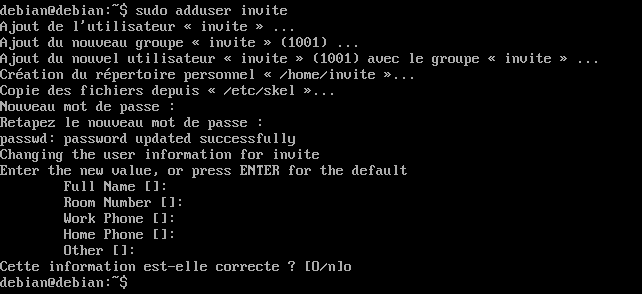 debian@debian:~$ sudo adduser invite
Ajout de l'utilisateur « invite » ...
Ajout du nouveau groupe « invite » (1001) ...
Ajout du nouvel utilisateur « invite » (1001) avec le groupe « invite » ...
Création du répertoire personnel « /home/invite »...
Copie des fichiers depuis « /etc/skel »...
Nouveau mot de passe :
Retapez le nouveau mot de passe :
passwd: password updated successfully
Changing the user information for invite
Enter the new value, or press ENTER for the default
Full Name []:
Room Number []:
Work Phone []:
Home Phone []:
Other []:
Cette information est-elle correcte ? [O/n]o
debian@debian:~$